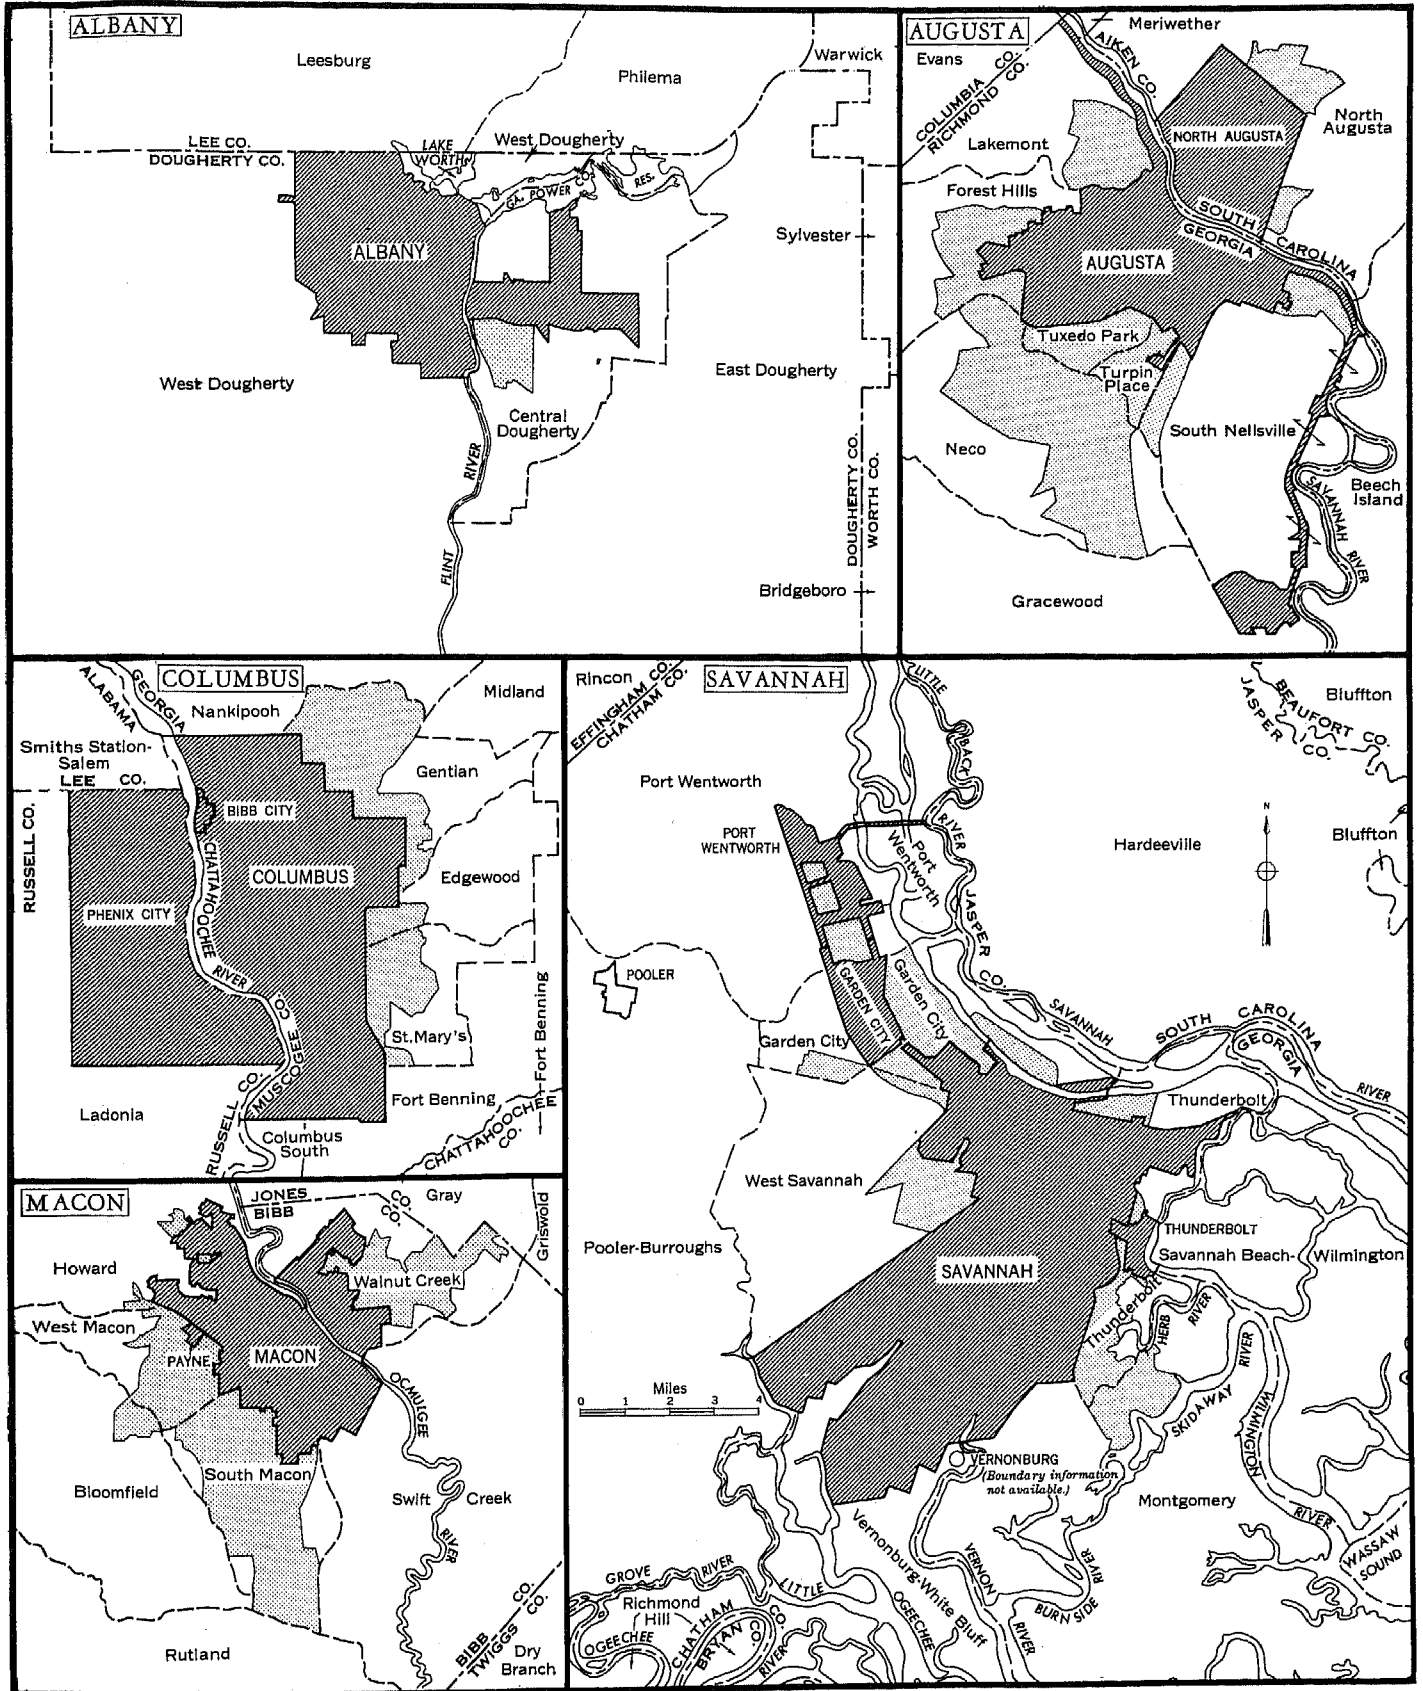 ALBANY
Leesburg
Philema
Warwick
LEE CO.
DOUGHERTY CO.
LAKE
WORTH
West Dougherty
GA. POWER CO.
RES.
ALBANY
Sylvester
West Dougherty
East Dougherty
Central
Dougherty
FLINT
RIVER
DOUGHERTY CO.
WORTH CO.
Bridgeboro
AUGUSTA
Meriwether
Evans
AIKEN CO.
COLUMBIA CO.
RICHMOND CO.
Lakemont
NORTH AUGUSTA
North
Augusta
Forest Hills
SOUTH CAROLINA
GEORGIA
AUGUSTA
Tuxedo Park
Turpin
Place
South Nellsville
Neco
Beech
Island
SAVANNAH RIVER
Gracewood
COLUMBUS
GEORGIA
ALABAMA
Nankipooh
Midland
Smiths Station-
Salem
LEE CO.
RUSSELL CO.
Gentian
BIBB CITY
COLUMBUS
Edgewood
PHENIX CITY
CHATTAHOOCHEE
RIVER
St. Mary's
Fort Benning
Fort Benning
MUSCOGEE CO.
RUSSELL CO.
Ladonia
Columbus
South
CHATTAHOOCHEE
CO.
MACON
JONES CO.
BIBB CO.
Gray
Griswold
Howard
Walnut Creek
West Macon
PAYNE
MACON
OCMULGEE
RIVER
South Macon
Bloomfield
Swift Creek
Rutland
BIBB CO.
TWIGGS CO.
Dry
Branch
SAVANNAH
Rincon
EFFINGHAM CO.
CHATHAM CO.
LITTLE
BACK
RIVER
BEAUFORT CO.
JASPER CO.
Bluffton
Port Wentworth
PORT
WENTWORTH
Port
Wentworth
Hardeeville
N
Bluffton
JASPER
CO.
POOLER
GARDEN CITY
Garden City
Garden City
SAVANNAH
RIVER
SOUTH CAROLINA
GEORGIA
Thunderbolt
West Savannah
Pooler-Burroughs
SAVANNAH
THUNDERBOLT
Savannah Beach-Wilmington
Thunderbolt
HERB
RIVER
Miles
0 1 2 3 4
SKIDAWAY
RIVER
WILMINGTON
RIVER
VERNONBURG
(Boundary information
not available.)
Montgomery
WASSAW
SOUND
Vernonburg-White Bluff
VERNON
RIVER
BURNSIDE
RIVER
GROVE RIVER
LITTLE
OGEECHEE
Richmond
Hill
OGEECHEE
RIVER
CHATHAM CO.
BRYAN CO.